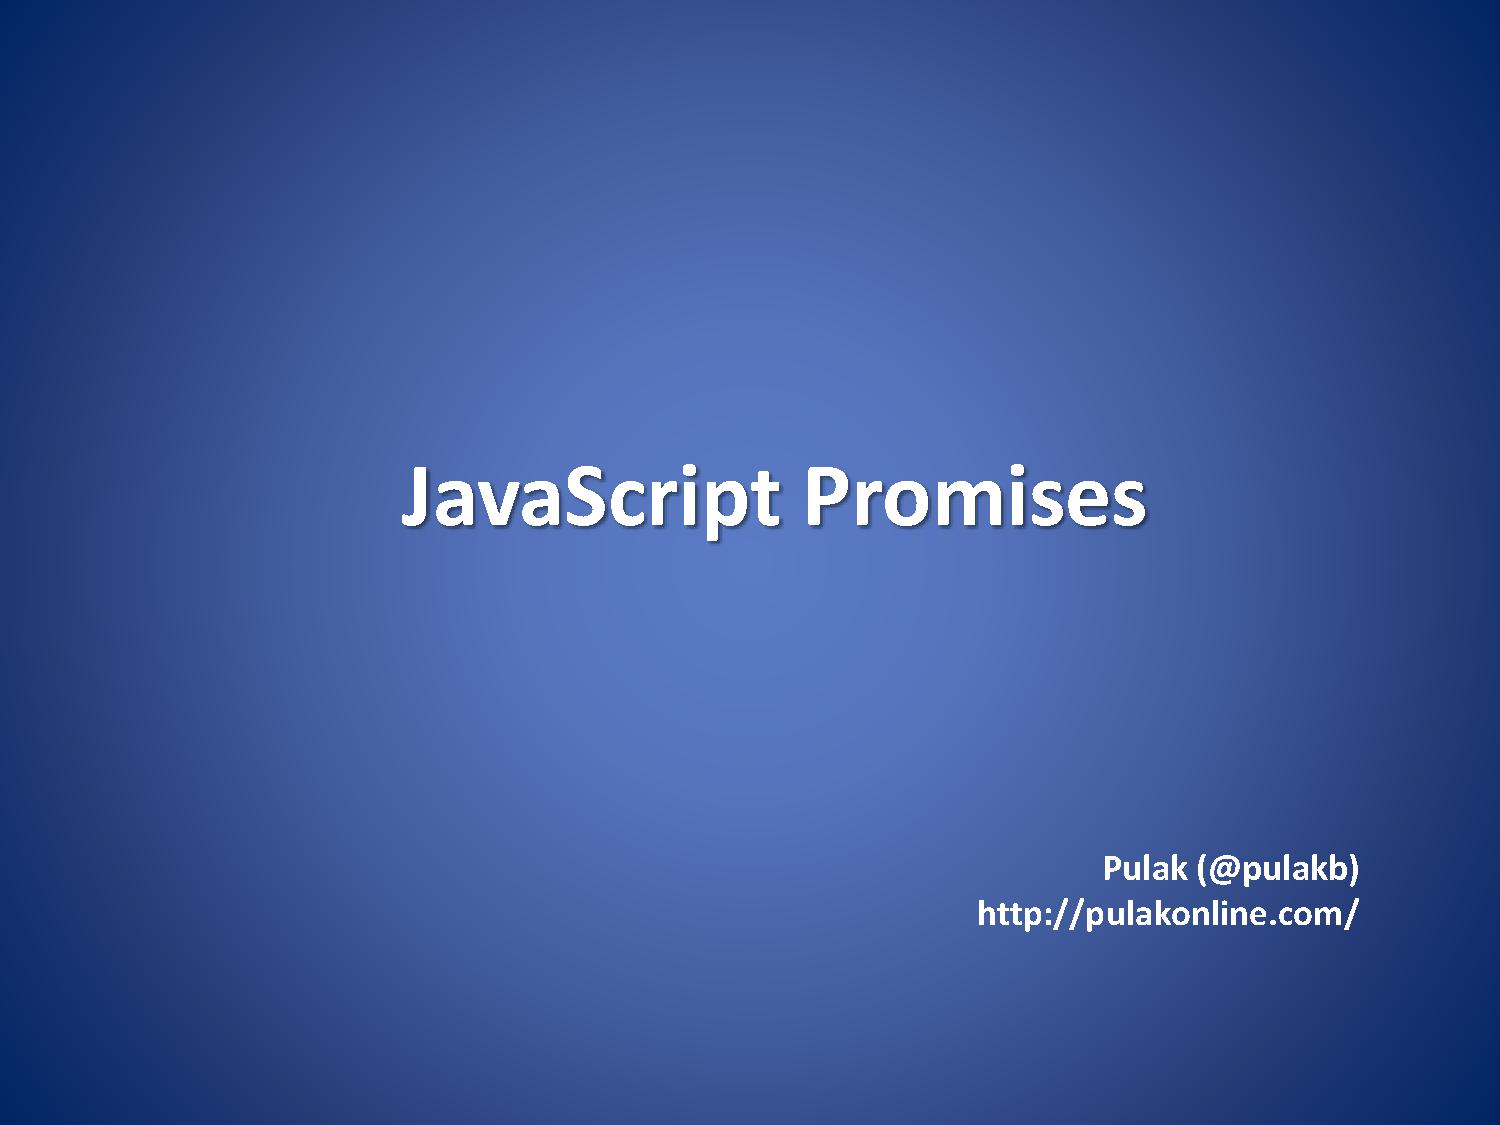 JavaScript Promises
Pulak (@pulakb)
http://pulakonline.com/